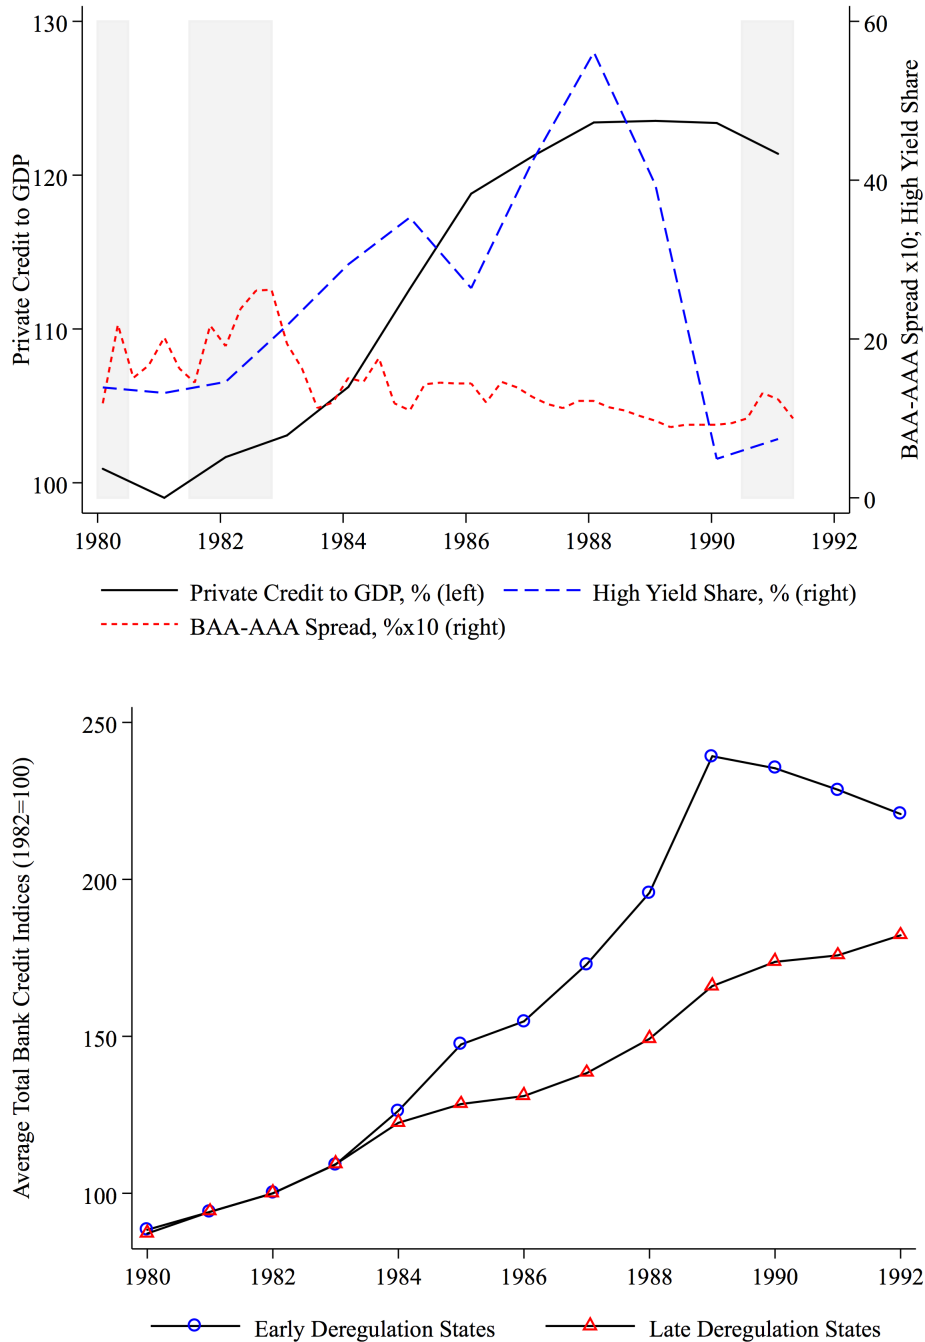 130
120
110
100
Private Credit to GDP
60
40
20
0
BAA-AAA Spread x10; High Yield Share
1980 1982 1984 1986 1988 1990 1992
Private Credit to GDP, % (left) High Yield Share, % (right)
BAA-AAA Spread, %x10 (right)
250
200
150
100
Average Total Bank Credit Indices (1982=100)
1980 1982 1984 1986 1988 1990 1992
Early Deregulation States Late Deregulation States